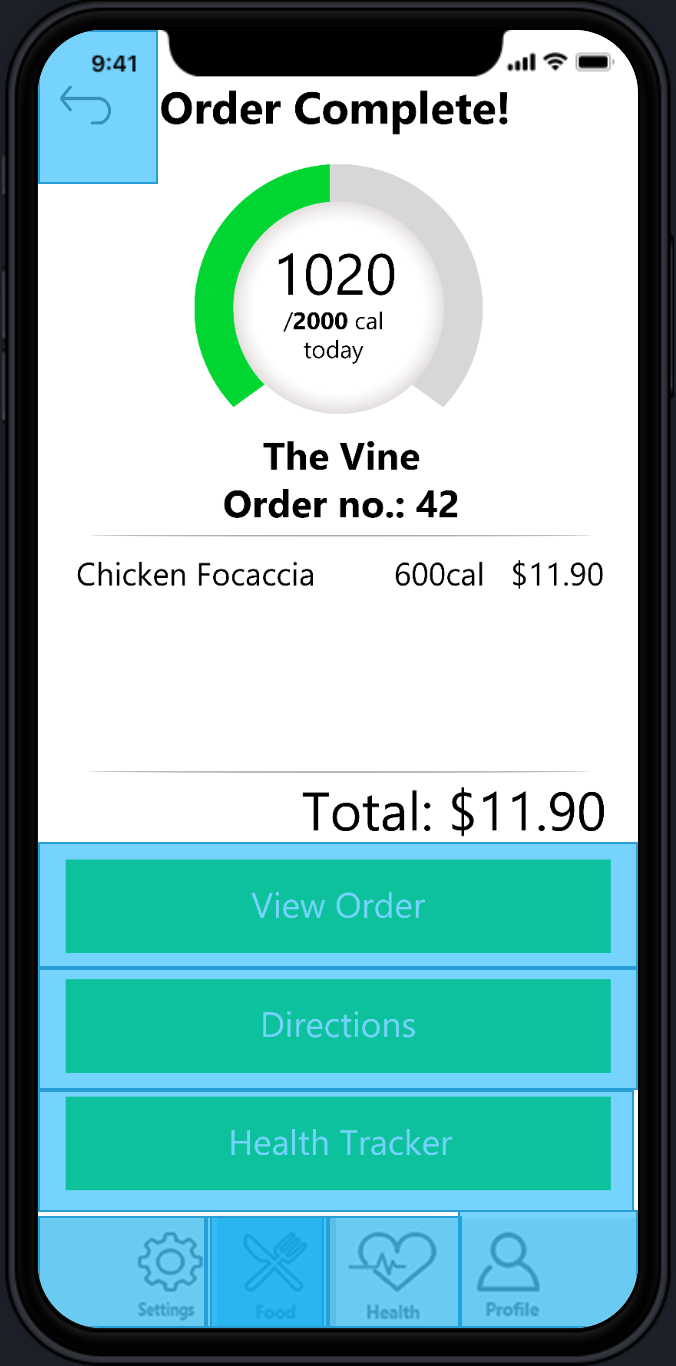 9:41
Order Complete!
1020
/2000 cal
today
The Vine
Order no.: 42
Chicken Focaccia 600cal $11.90
Total: $11.90
View Order
Directions
Health Tracker
Settings Food Health Profile